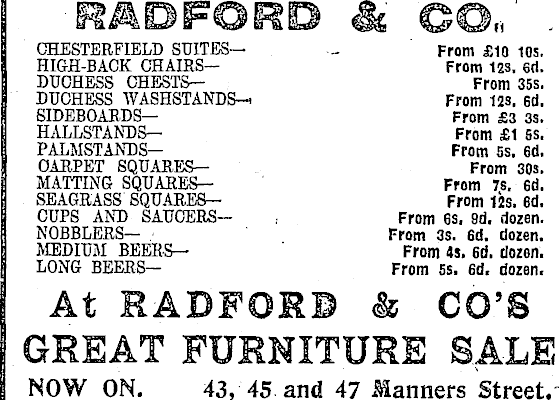 RADFORD & CO.
CHESTERFIELD SUITES— From £10 10s.
HIGH-BACK CHAIRS— From 12s. 6d.
DUCHESS CHESTS— From 35s.
DUCHESS WASHSTANDS— From 12s. 6d.
SIDEBOARDS— From £3 3s.
HALLSTANDS— From £1 5s.
PALMSTANDS— From 5s. 6d.
CARPET SQUARES— From 30s.
MATTING SQUARES— From 7s. 6d.
SEAGRASS SQUARES— From 12s. 6d.
CUPS AND SAUCERS— From 6s. 9d. dozen.
NOBBLERS— From 3s. 6d. dozen.
MEDIUM BEERS— From 4s. 6d. dozen.
LONG BEERS— From 5s. 6d. dozen.
At RADFORD & CO'S
GREAT FURNITURE SALE
NOW ON. 43, 45 and 47 Manners Street.